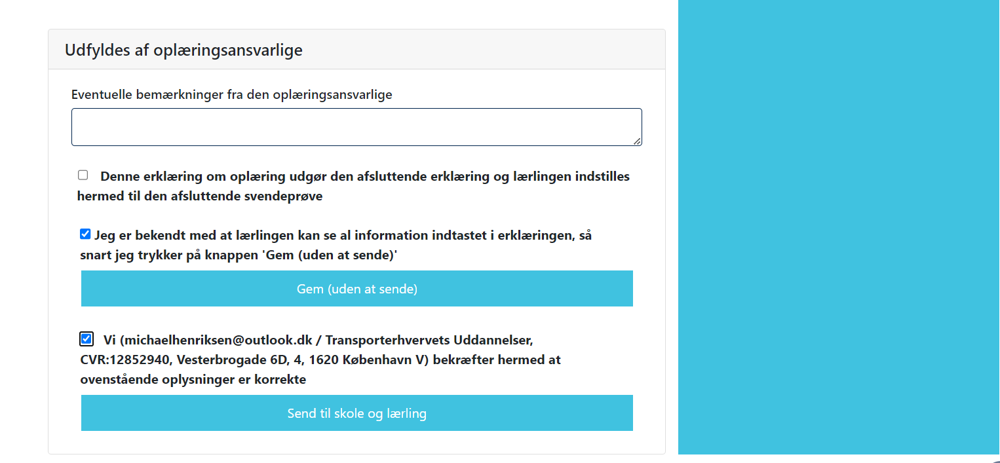 Udfyldes af oplæringsansvarlige
Eventuelle bemærkninger fra den oplæringsansvarlige
Denne erklæring om oplæring udgør den afsluttende erklæring og lærlingen indstilles
hermed til den afsluttende svendeprøve
Jeg er bekendt med at lærlingen kan se al information indtastet i erklæringen, så
snart jeg trykker på knappen 'Gem (uden at sende)'
Gem (uden at sende)
Vi (michaelhenriksen@outlook.dk / Transporterhvervets Uddannelser,
CVR:12852940, Vesterbrogade 6D, 4, 1620 København V) bekræfter hermed at
ovenstående oplysninger er korrekte
Send til skole og lærling